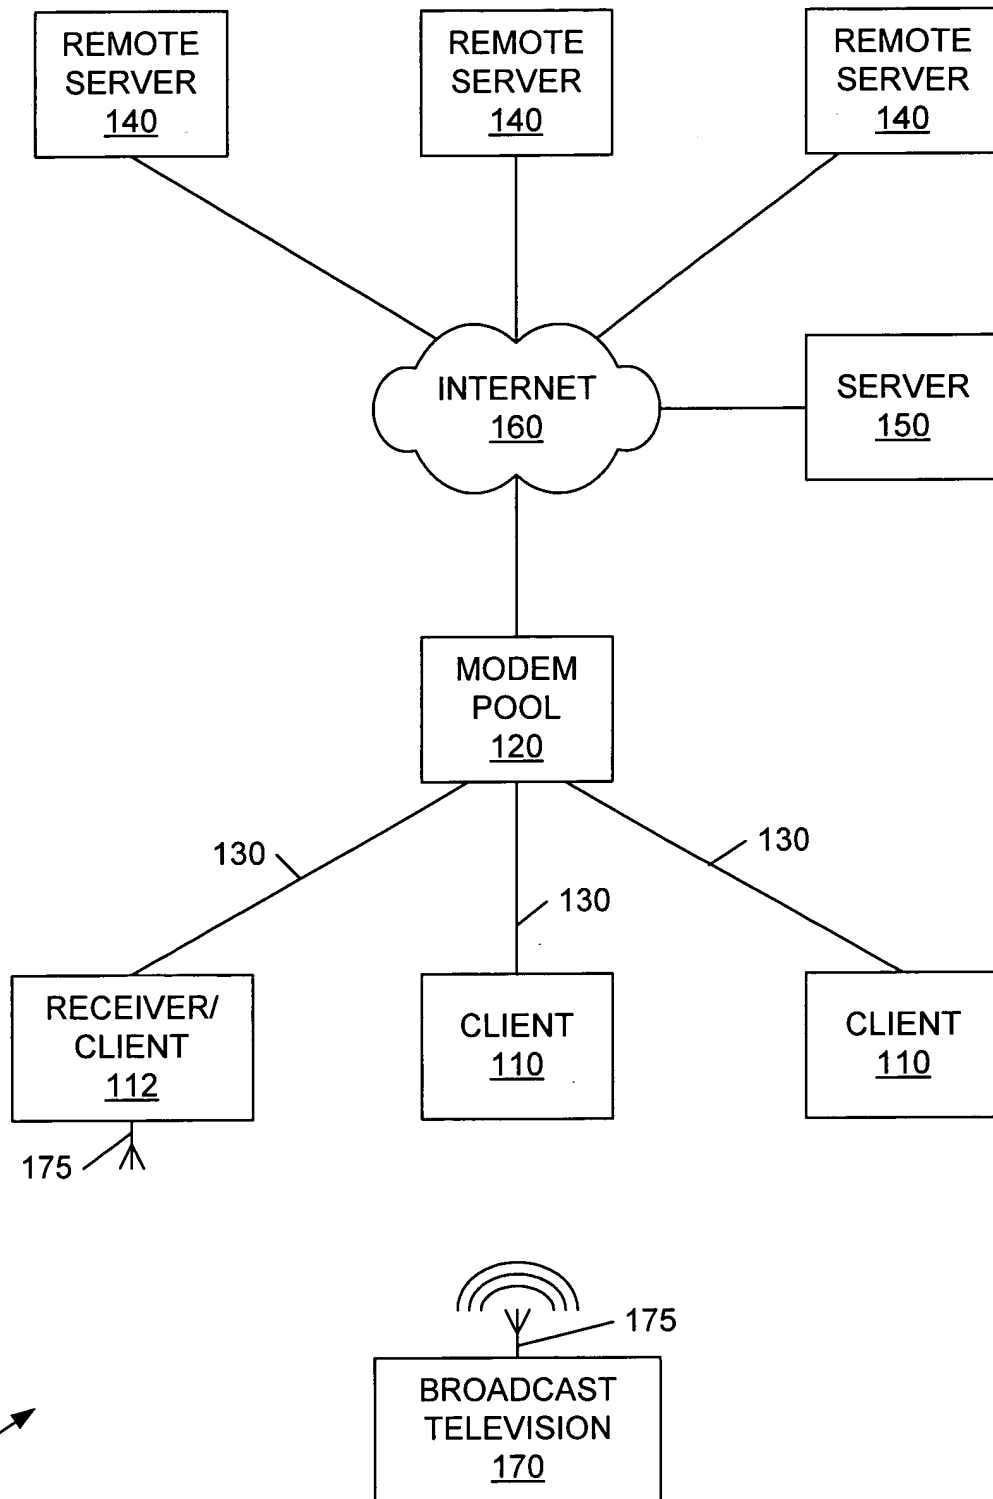 REMOTE
SERVER
140
REMOTE
SERVER
140
REMOTE
SERVER
140
INTERNET
160
SERVER
150
MODEM
POOL
120
130
130
130
RECEIVER/
CLIENT
112
CLIENT
110
CLIENT
110
175
175
BROADCAST
TELEVISION
170